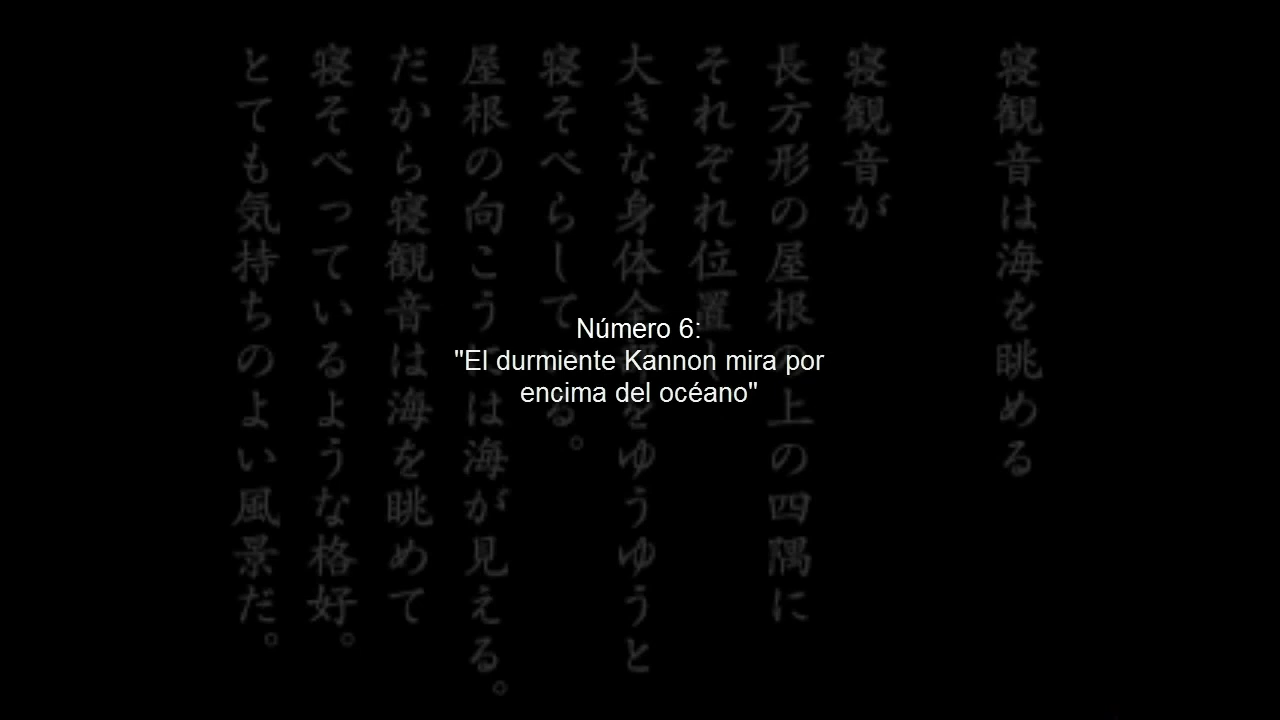 寝観音は海を眺める
寝観音が
長方形の屋根の上の四隅に
それぞれ位置し
大きな身体全部をゆうゆうと
寝そべらしている。
屋根の向こうには海が見える。
だから寝観音は海を眺めて
寝そべっているような格好。
とても気持ちのよい風景だ。
Número 6:
"El durmiente Kannon mira por
encima del océano"